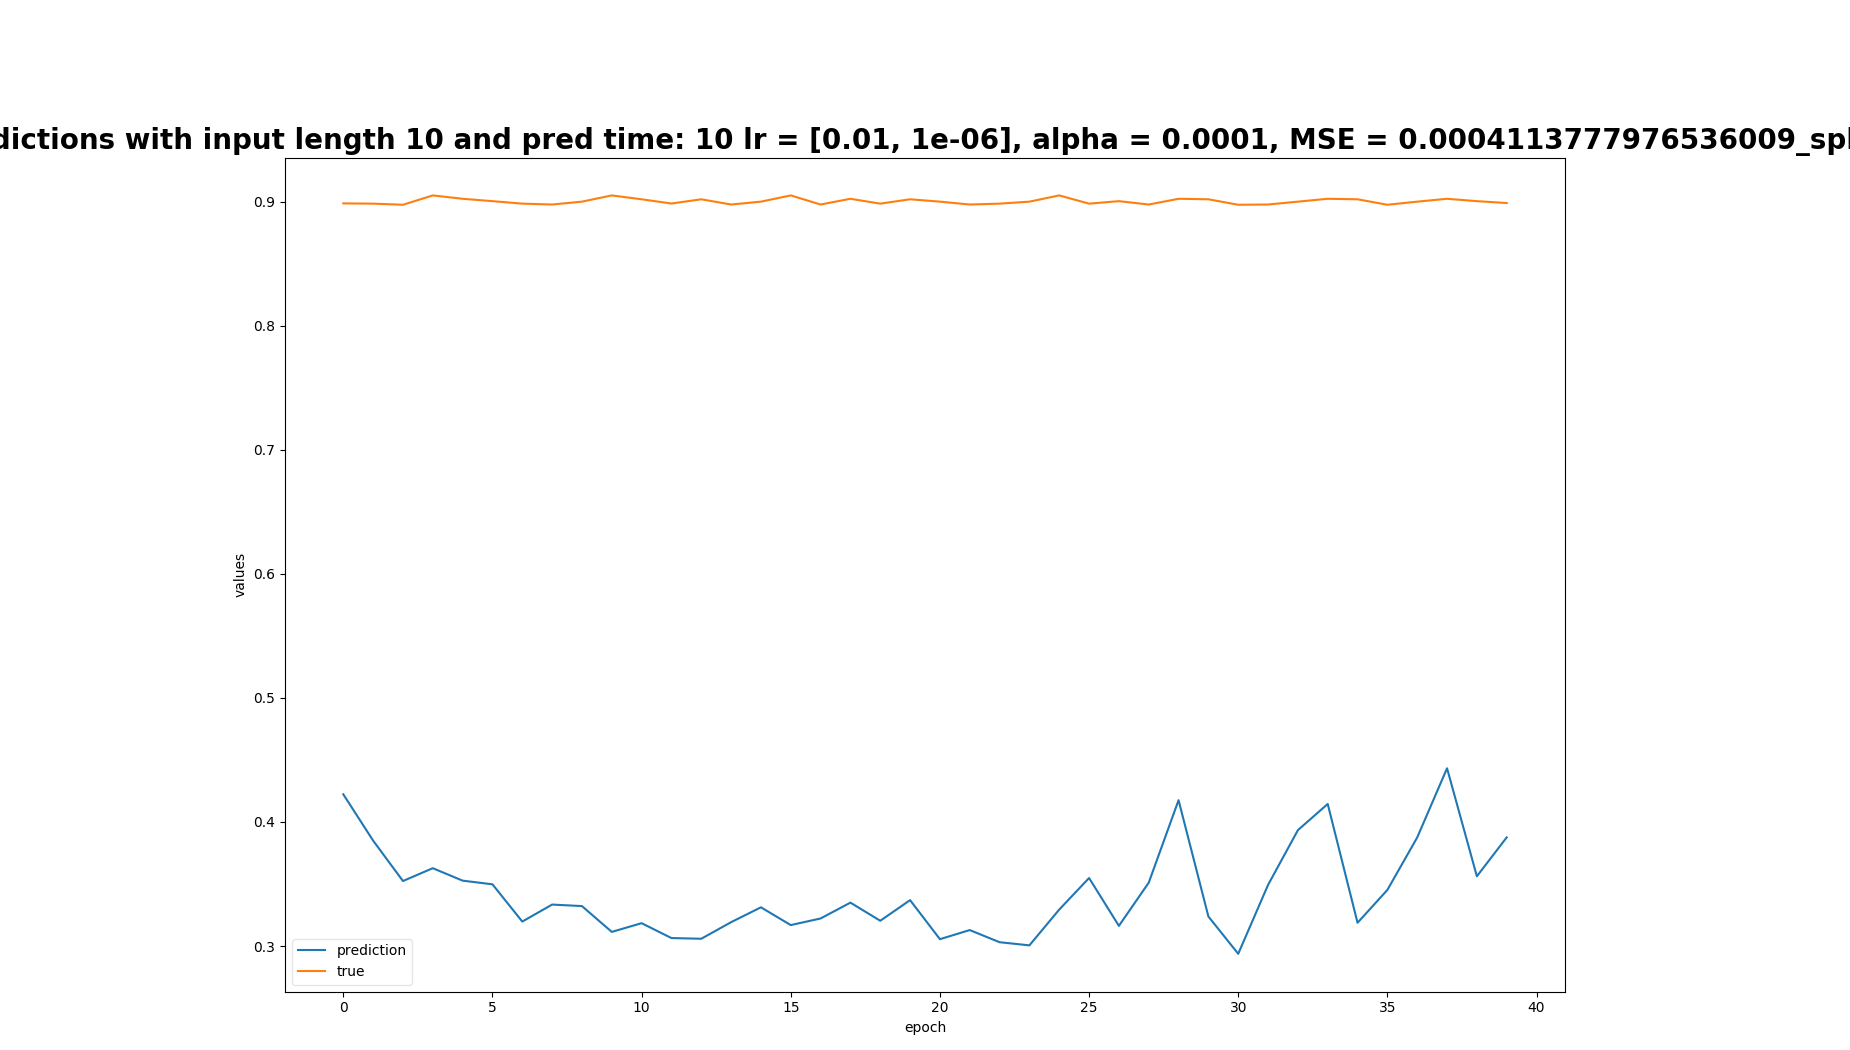 dictions with input length 10 and pred time: 10 lr = [0.01, 1e-06], alpha = 0.0001, MSE = 0.0004113777976536009_spl
0.9
0.8
0.7
0.6
0.5
0.4
0.3
values
prediction
true
0 5 10 15 20 25 30 35 40
epoch